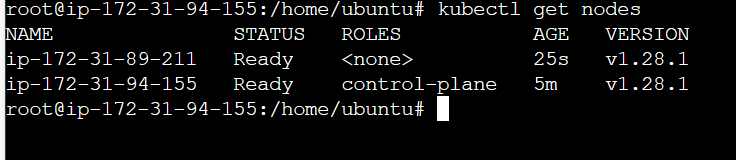 root@ip-172-31-94-155:/home/ubuntu# kubectl get nodes
NAME STATUS ROLES AGE VERSION
ip-172-31-89-211 Ready <none> 25s v1.28.1
ip-172-31-94-155 Ready control-plane 5m v1.28.1
root@ip-172-31-94-155:/home/ubuntu#